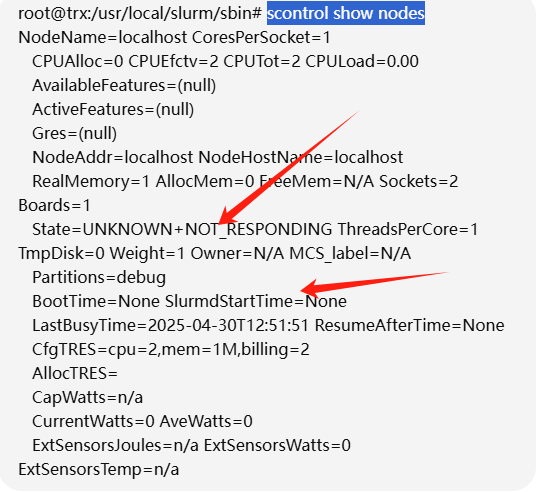 root@trx:/usr/local/slurm/sbin# scontrol show nodes
NodeName=localhost CoresPerSocket=1
CPUAlloc=0 CPUEfctv=2 CPUTot=2 CPULoad=0.00
AvailableFeatures=(null)
ActiveFeatures=(null)
Gres=(null)
NodeAddr=localhost NodeHostName=localhost
RealMemory=1 AllocMem=0 FreeMem=N/A Sockets=2
Boards=1
State=UNKNOWN+NOT_RESPONDING ThreadsPerCore=1
TmpDisk=0 Weight=1 Owner=N/A MCS_label=N/A
Partitions=debug
BootTime=None SlurmdStartTime=None
LastBusyTime=2025-04-30T12:51:51 ResumeAfterTime=None
CfgTRES=cpu=2,mem=1M,billing=2
AllocTRES=
CapWatts=n/a
CurrentWatts=0 AveWatts=0
ExtSensorsJoules=n/a ExtSensorsWatts=0
ExtSensorsTemp=n/a